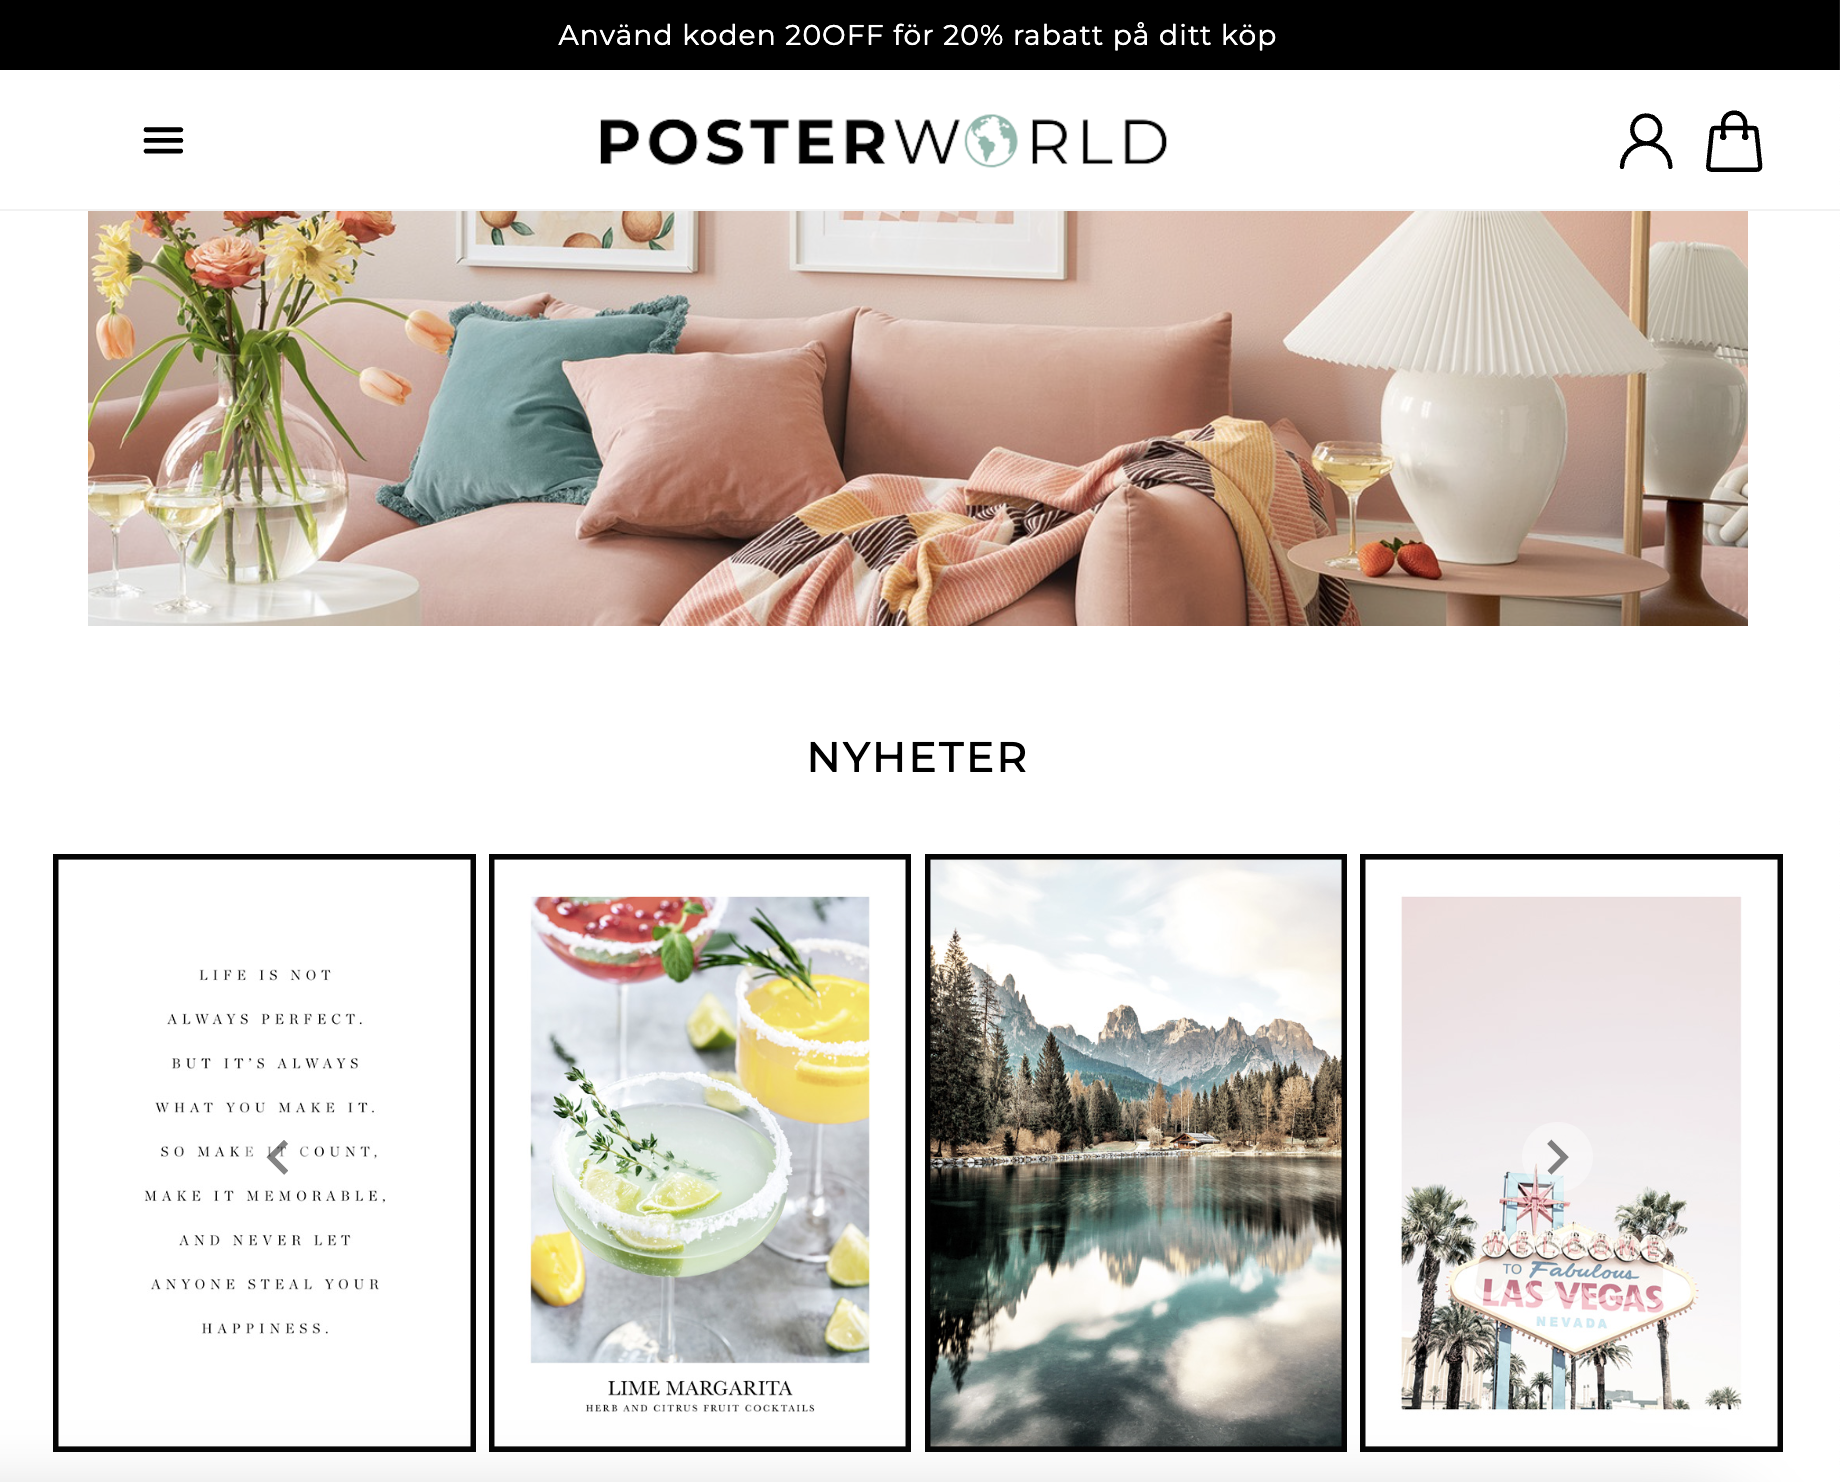 Använd koden 20OFF för 20% rabatt på ditt köp
POSTERWORLD
NYHETER
LIFE IS NOT
ALWAYS PERFECT.
BUT IT'S ALWAYS
WHAT YOU MAKE IT.
SO MAKE IT COUNT,
MAKE IT MEMORABLE,
AND NEVER LET
ANYONE STEAL YOUR
HAPPINESS.
LIME MARGARITA
HERB AND CITRUS FRUIT COCKTAILS
WELCOME
TO Fabulous
LAS VEGAS
NEVADA